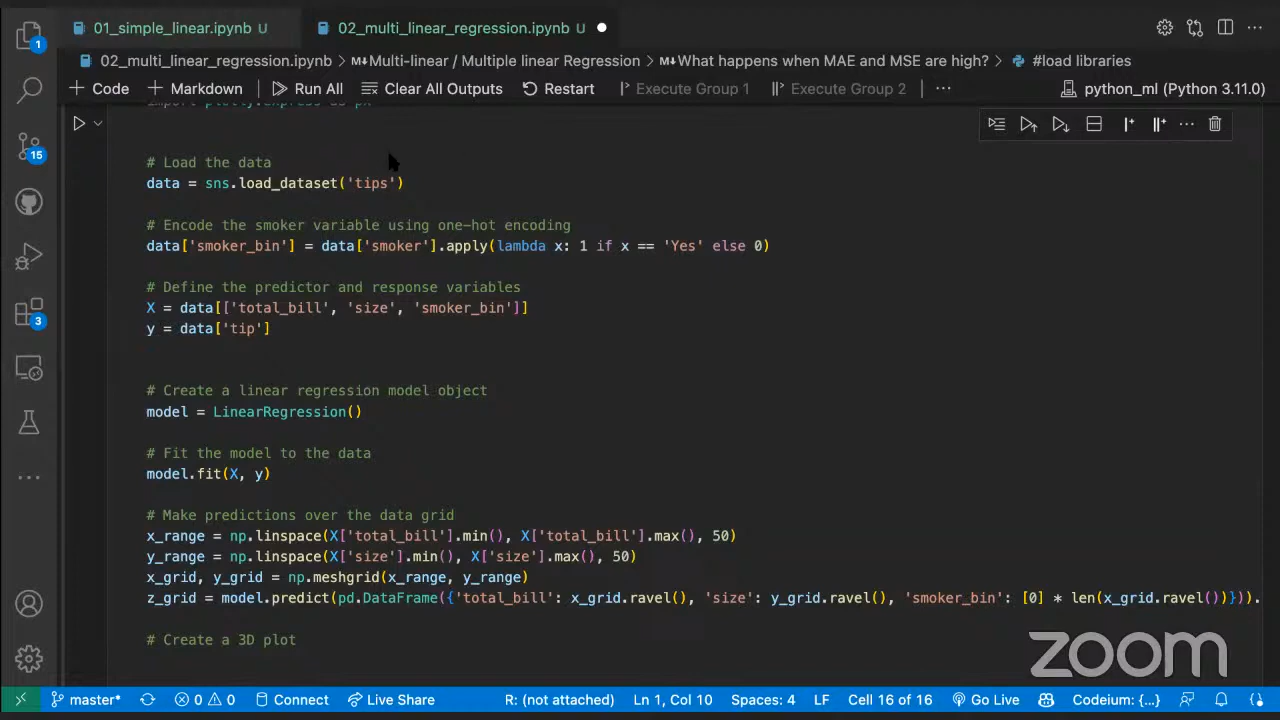 01_simple_linear.ipynb U
02_multi_linear_regression.ipynb U
02_multi_linear_regression.ipynb > M↓Multi-linear / Multiple linear Regression > M↓What happens when MAE and MSE are high? > #load libraries
+ Code + Markdown Run All Clear All Outputs Restart Execute Group 1 Execute Group 2 ... python_ml (Python 3.11.0)
import plotly.express as px
# Load the data
data = sns.load_dataset('tips')
# Encode the smoker variable using one-hot encoding
data['smoker_bin'] = data['smoker'].apply(lambda x: 1 if x == 'Yes' else 0)
# Define the predictor and response variables
X = data[['total_bill', 'size', 'smoker_bin']]
y = data['tip']
# Create a linear regression model object
model = LinearRegression()
# Fit the model to the data
model.fit(X, y)
# Make predictions over the data grid
x_range = np.linspace(X['total_bill'].min(), X['total_bill'].max(), 50)
y_range = np.linspace(X['size'].min(), X['size'].max(), 50)
x_grid, y_grid = np.meshgrid(x_range, y_range)
z_grid = model.predict(pd.DataFrame({'total_bill': x_grid.ravel(), 'size': y_grid.ravel(), 'smoker_bin': [0] * len(x_grid.ravel())})).
# Create a 3D plot
1
15
3
zoom
master* 0 0 Connect Live Share R: (not attached) Ln 1, Col 10 Spaces: 4 LF Cell 16 of 16 Go Live Codeium: {...}